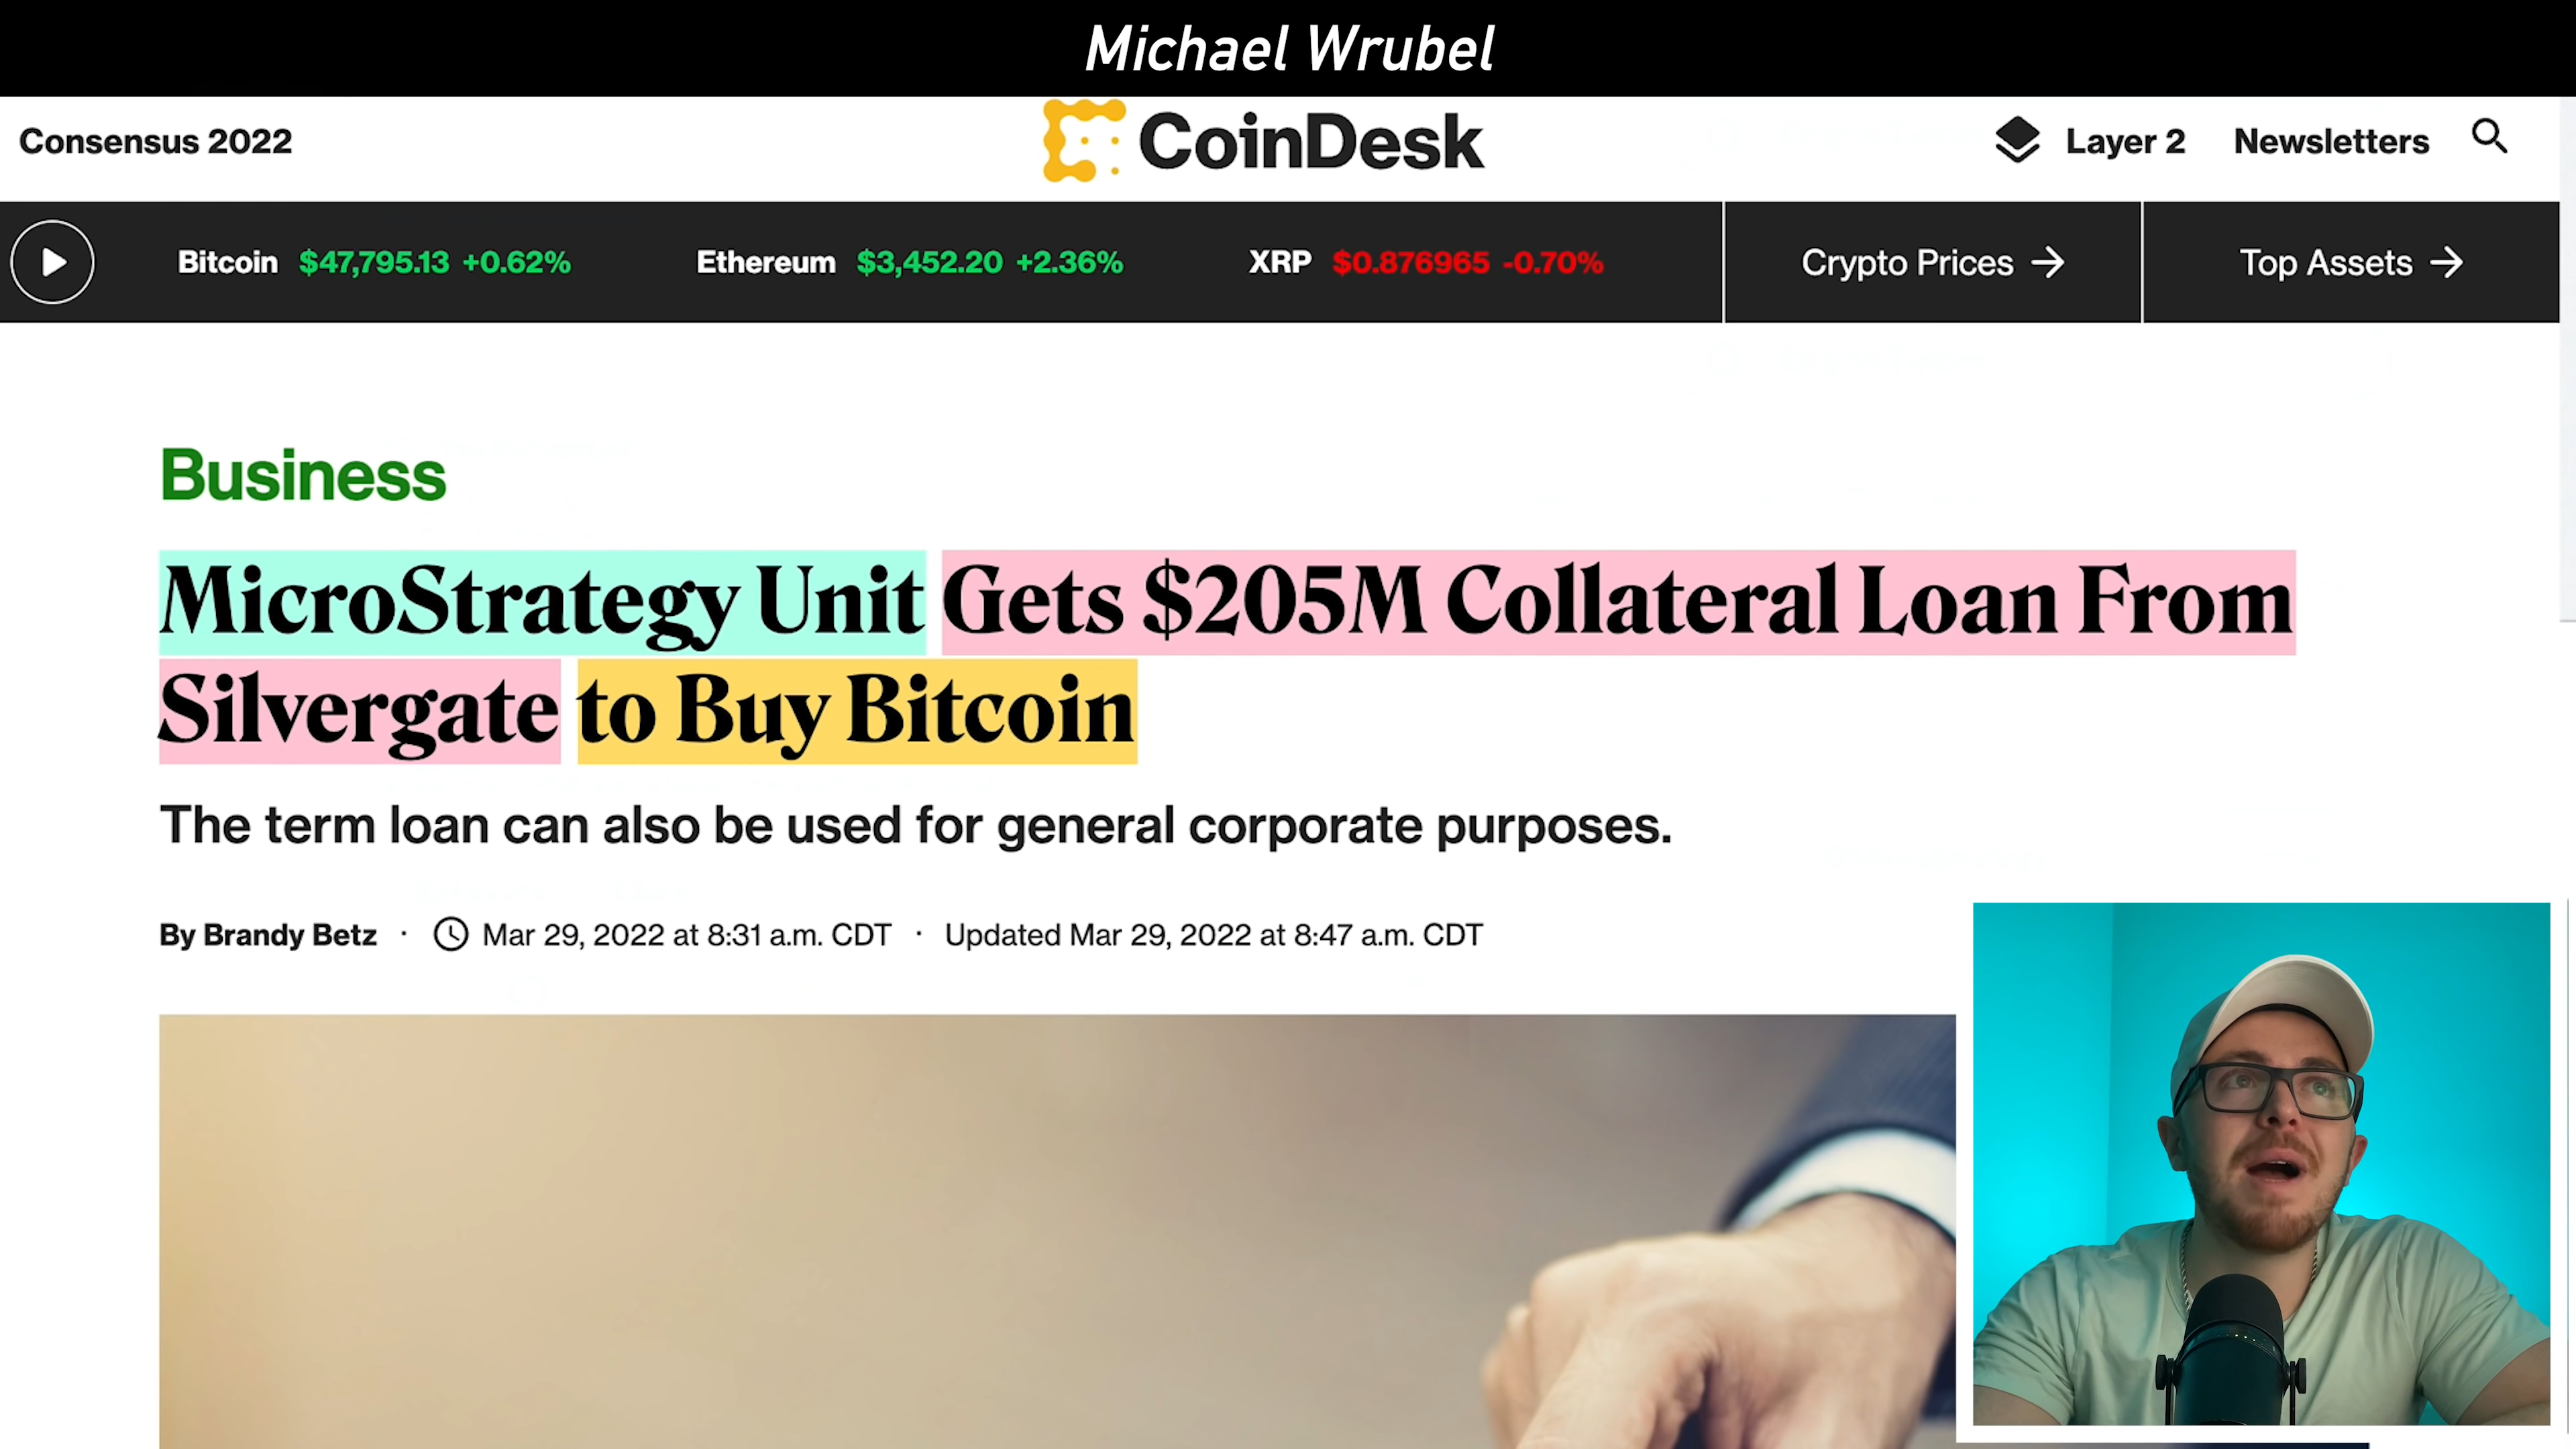 Michael Wrubel
Consensus 2022
CoinDesk
Layer 2
Newsletters
Bitcoin $47,795.13 +0.62%
Ethereum $3,452.20 +2.36%
XRP $0.876965 -0.70%
Crypto Prices →
Top Assets →
Business
MicroStrategy Unit Gets $205M Collateral Loan From
Silvergate to Buy Bitcoin
The term loan can also be used for general corporate purposes.
By Brandy Betz · Mar 29, 2022 at 8:31 a.m. CDT · Updated Mar 29, 2022 at 8:47 a.m. CDT